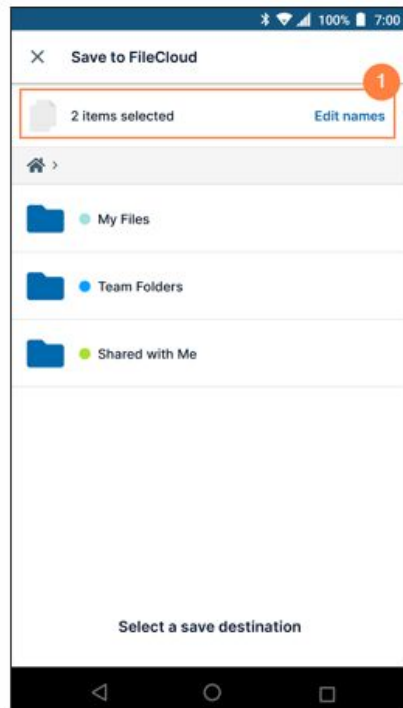 100% 7:00
Save to FileCloud
1
2 items selected Edit names
My Files
Team Folders
Shared with Me
Select a save destination